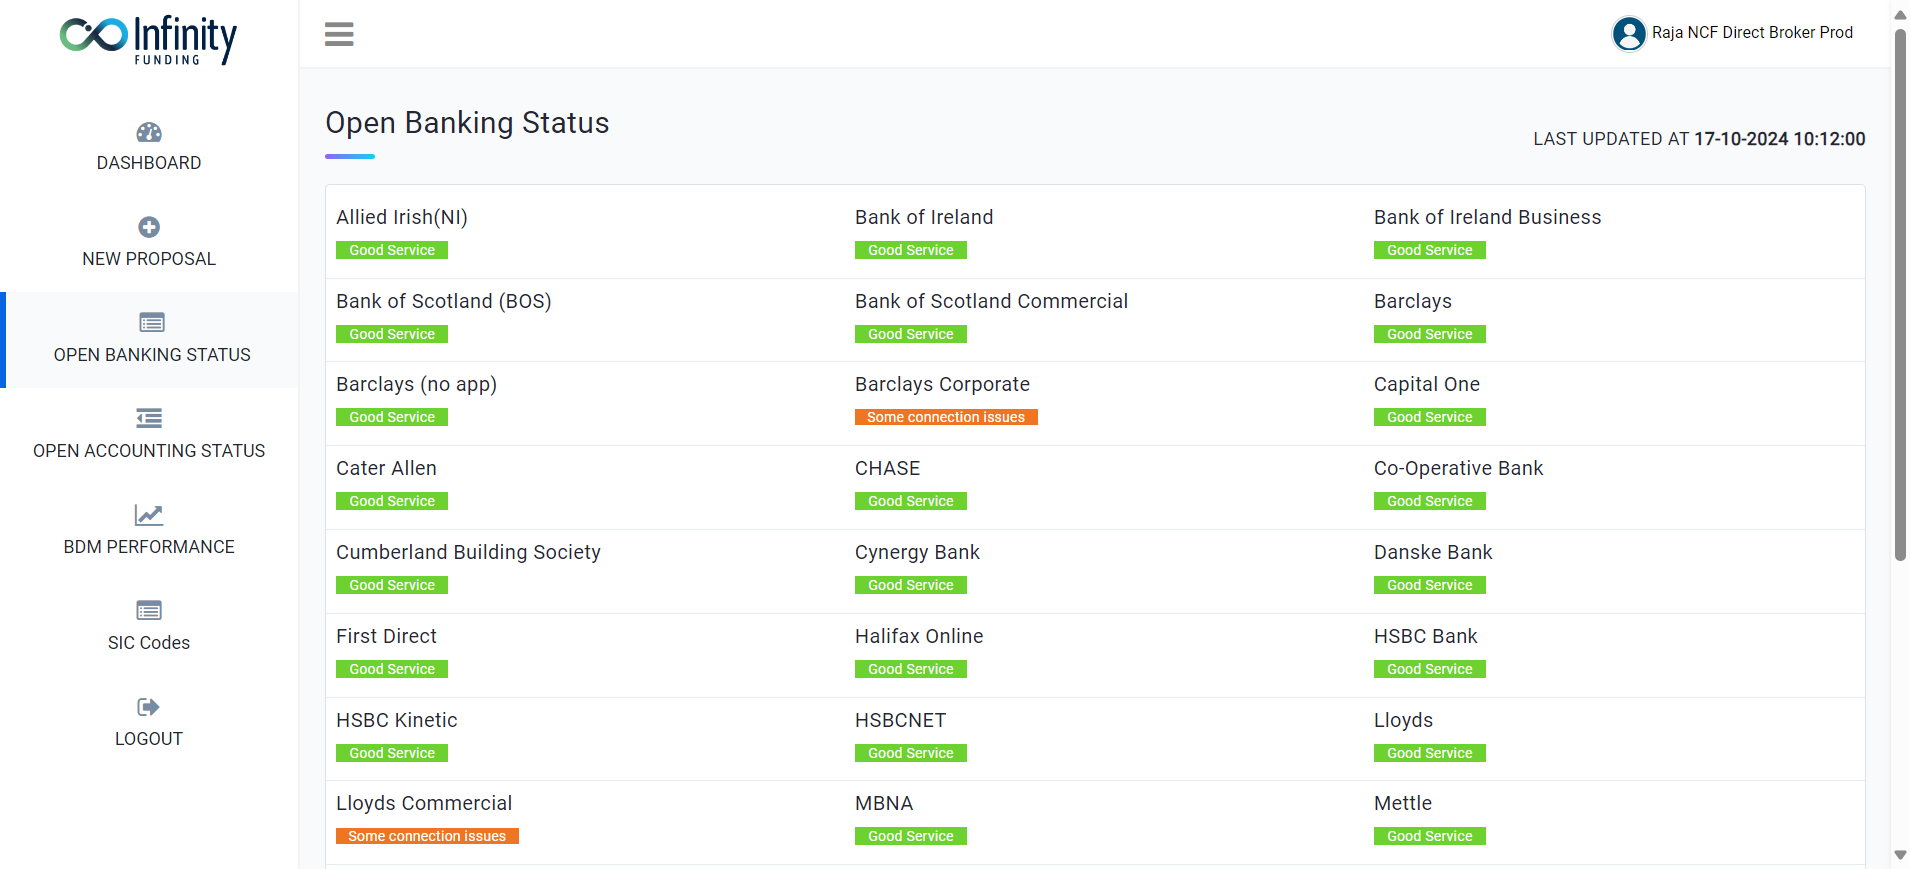 Infinity
FUNDING
Raja NCF Direct Broker Prod
DASHBOARD
NEW PROPOSAL
OPEN BANKING STATUS
OPEN ACCOUNTING STATUS
BDM PERFORMANCE
SIC Codes
LOGOUT
Open Banking Status
LAST UPDATED AT 17-10-2024 10:12:00
Allied Irish(NI)
Good Service
Bank of Ireland
Good Service
Bank of Ireland Business
Good Service
Bank of Scotland (BOS)
Good Service
Bank of Scotland Commercial
Good Service
Barclays
Good Service
Barclays (no app)
Good Service
Barclays Corporate
Some connection issues
Capital One
Good Service
Cater Allen
Good Service
CHASE
Good Service
Co-Operative Bank
Good Service
Cumberland Building Society
Good Service
Cynergy Bank
Good Service
Danske Bank
Good Service
First Direct
Good Service
Halifax Online
Good Service
HSBC Bank
Good Service
HSBC Kinetic
Good Service
HSBCNET
Good Service
Lloyds
Good Service
Lloyds Commercial
Some connection issues
MBNA
Good Service
Mettle
Good Service